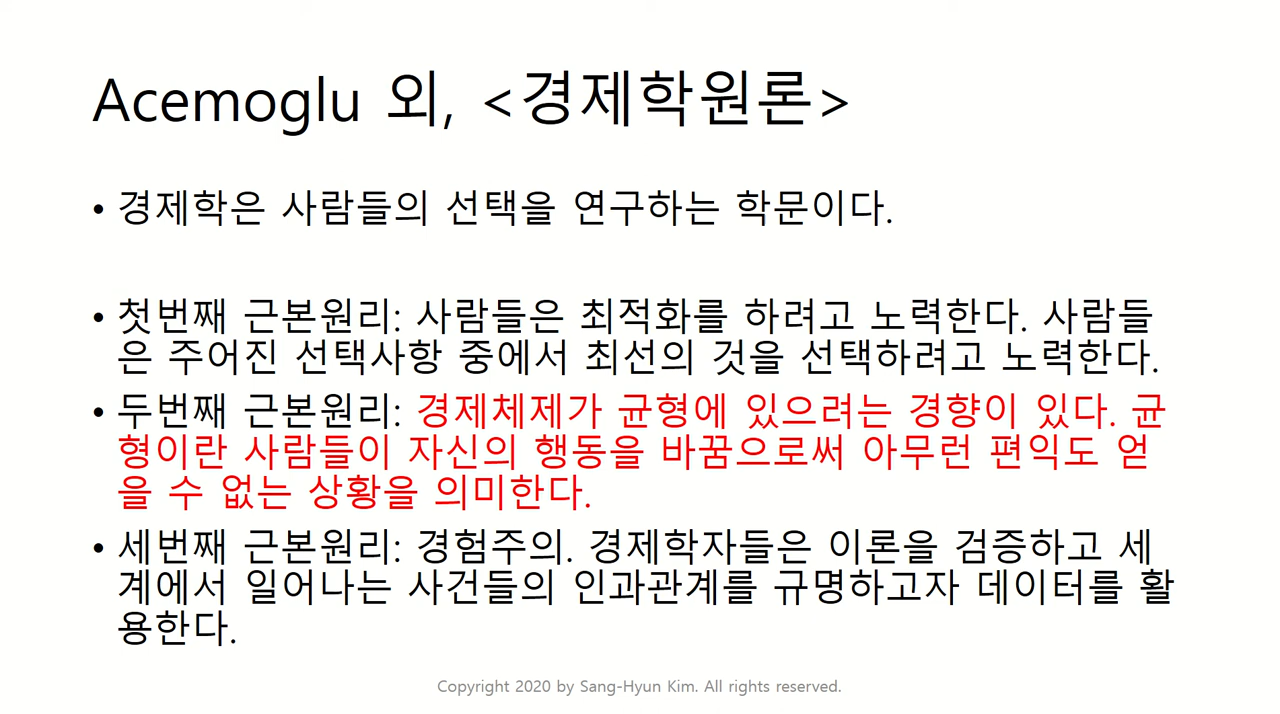 Acemoglu 외, <경제학원론>
• 경제학은 사람들의 선택을 연구하는 학문이다.
• 첫번째 근본원리: 사람들은 최적화를 하려고 노력한다. 사람들
은 주어진 선택사항 중에서 최선의 것을 선택하려고 노력한다.
• 두번째 근본원리: 경제체제가 균형에 있으려는 경향이 있다. 균
형이란 사람들이 자신의 행동을 바꿈으로써 아무런 편익도 얻
을 수 없는 상황을 의미한다.
• 세번째 근본원리: 경험주의. 경제학자들은 이론을 검증하고 세
계에서 일어나는 사건들의 인과관계를 규명하고자 데이터를 활
용한다.
Copyright 2020 by Sang-Hyun Kim. All rights reserved.